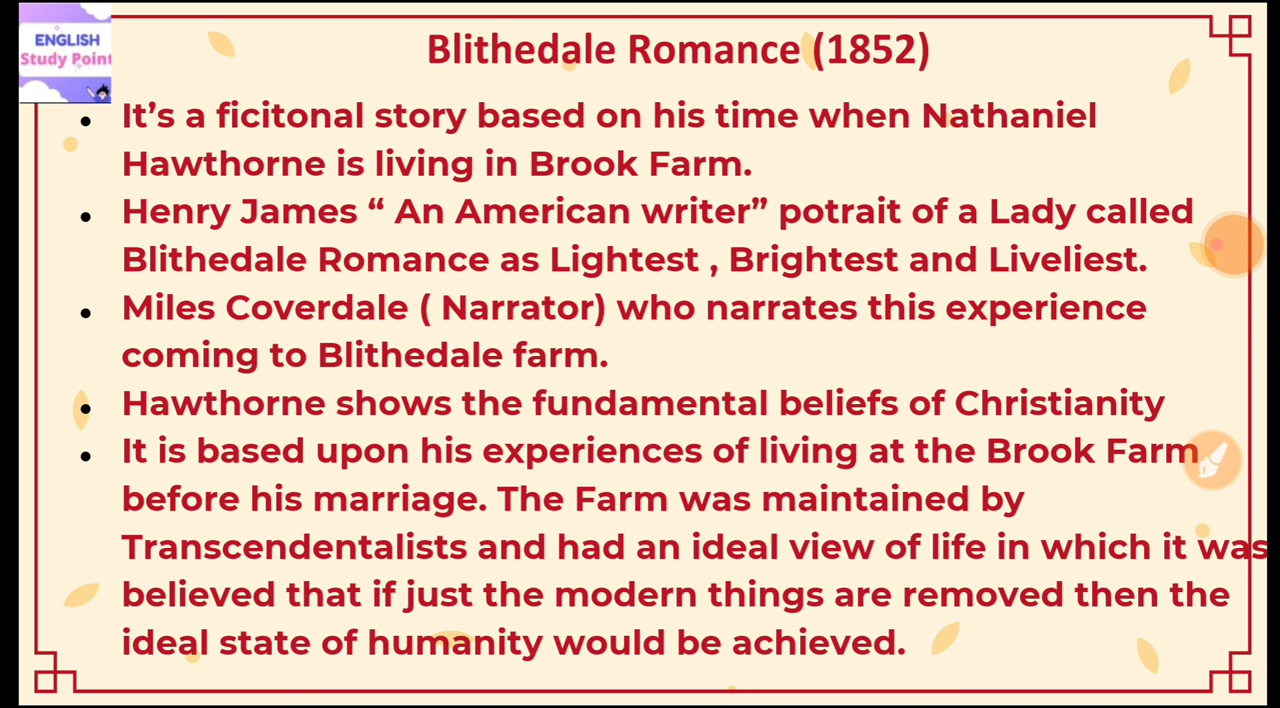 ENGLISH
Study Point
Blithedale Romance (1852)
• It's a ficitonal story based on his time when Nathaniel
Hawthorne is living in Brook Farm.
• Henry James “ An American writer” potrait of a Lady called
Blithedale Romance as Lightest , Brightest and Liveliest.
• Miles Coverdale ( Narrator) who narrates this experience
coming to Blithedale farm.
• Hawthorne shows the fundamental beliefs of Christianity
• It is based upon his experiences of living at the Brook Farm
before his marriage. The Farm was maintained by
Transcendentalists and had an ideal view of life in which it was
believed that if just the modern things are removed then the
ideal state of humanity would be achieved.